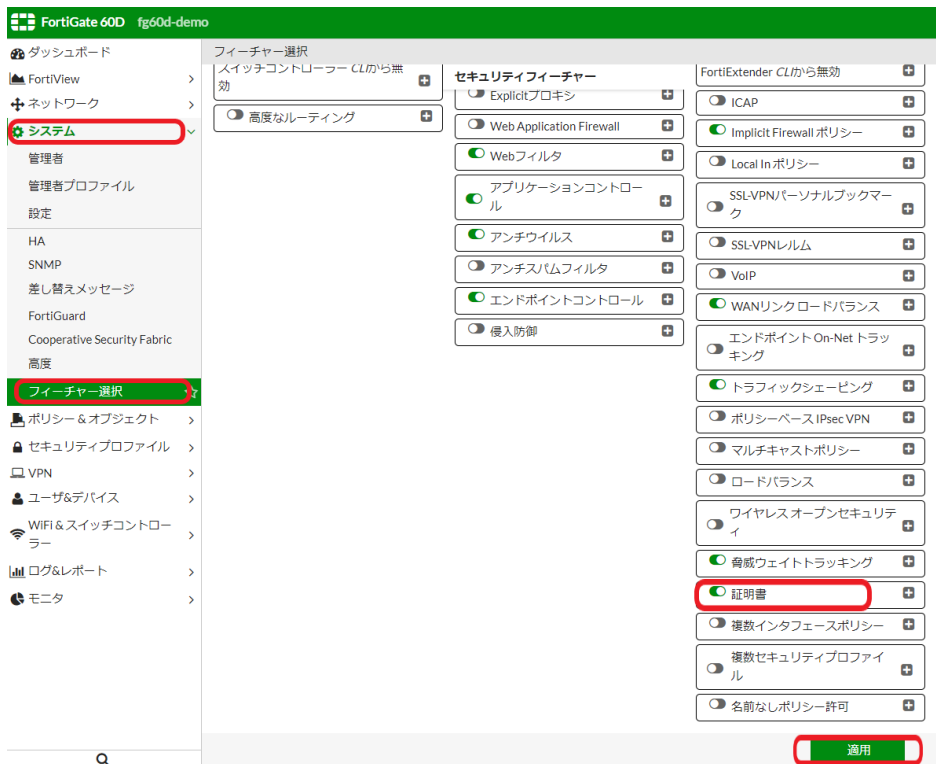 FortiGate 60D fg60d-demo
ダッシュボード
FortiView
ネットワーク
システム
管理者
管理者プロファイル
設定
HA
SNMP
差し替えメッセージ
FortiGuard
Cooperative Security Fabric
高度
フィーチャー選択
ポリシー & オブジェクト
セキュリティプロファイル
VPN
ユーザ&デバイス
WiFi & スイッチコントロー
ラー
ログ&レポート
モニタ
フィーチャー選択
スイッチコントローラー CLIから無
効
高度なルーティング
セキュリティフィーチャー
Explicitプロキシ
Web Application Firewall
Webフィルタ
アプリケーションコントロー
ル
アンチウイルス
アンチスパムフィルタ
エンドポイントコントロール
侵入防御
FortiExtender CLIから無効
ICAP
Implicit Firewall ポリシー
Local In ポリシー
SSL-VPNパーソナルブックマー
ク
SSL-VPNレルム
VoIP
WANリンク ロードバランス
エンドポイント On-Net トラッ
キング
トラフィックシェーピング
ポリシーベース IPsec VPN
マルチキャストポリシー
ロードバランス
ワイヤレス オープンセキュリテ
ィ
脅威ウェイトトラッキング
証明書
複数インタフェースポリシー
複数セキュリティプロファイ
ル
名前なしポリシー許可
適用